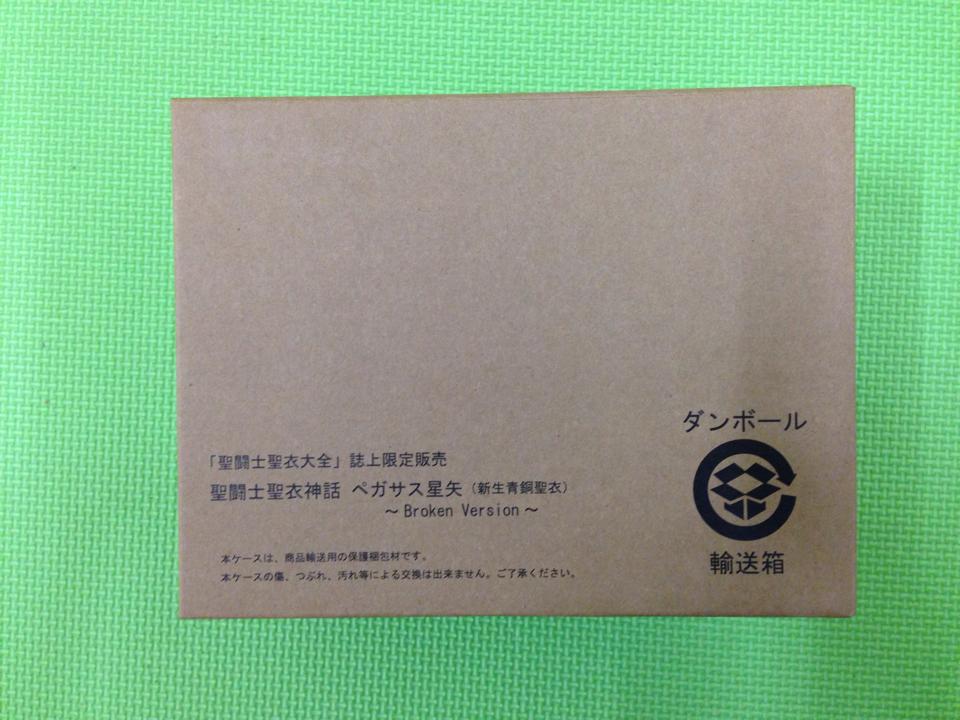 「聖闘士聖衣大全」誌上限定販売
聖闘士聖衣神話 ペガサス星矢（新生青銅聖衣）
～Broken Version～
本ケースは、商品輸送用の保護梱包材です。
本ケースの傷、つぶれ、汚れ等による交換は出来ません。ご了承ください。
ダンボール
輸送箱